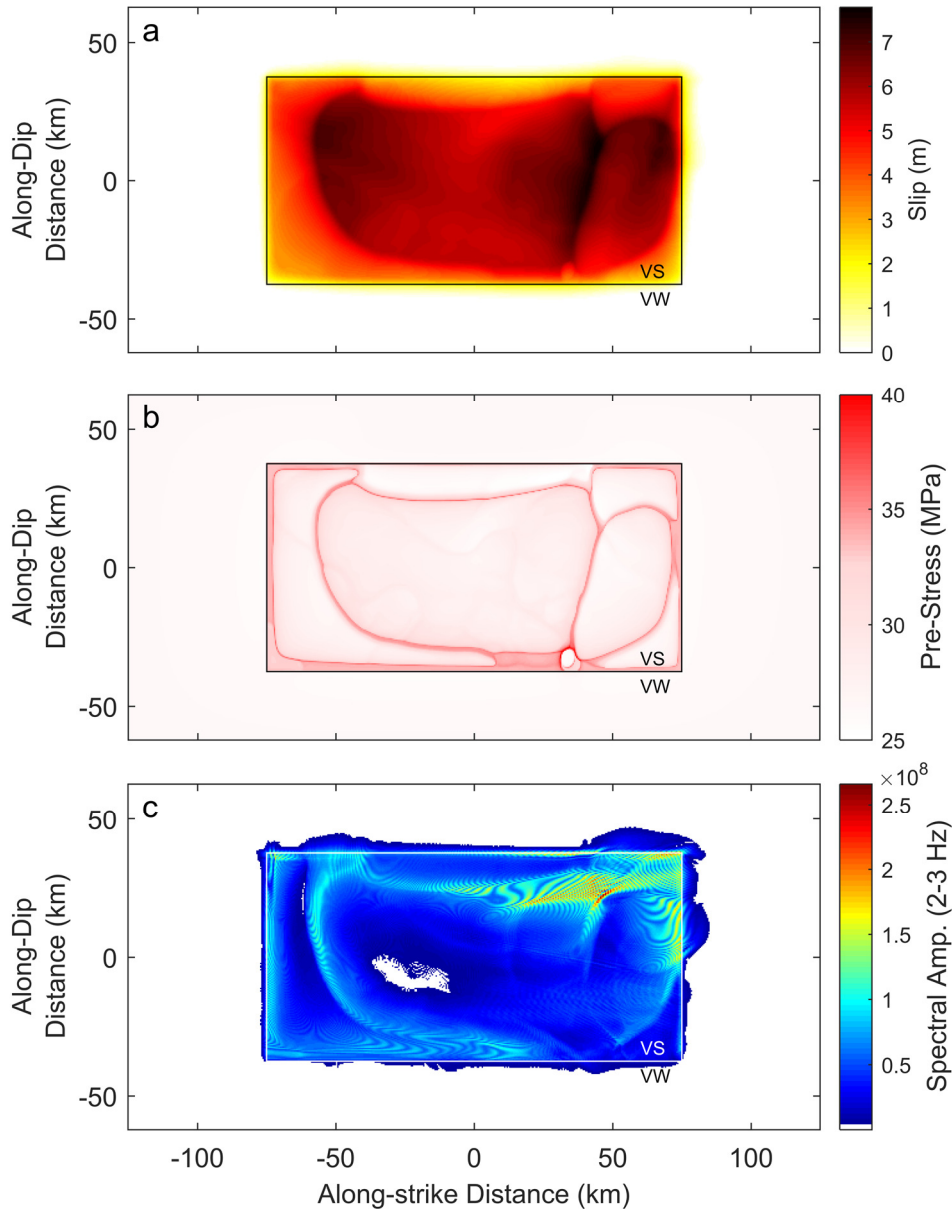 a
50
0
-50
Along-Dip
Distance (km)
VS
VW
7
6
5
4
3
2
1
0
Slip (m)
b
50
0
-50
Along-Dip
Distance (km)
VS
VW
40
35
30
25
Pre-Stress (MPa)
c
50
0
-50
Along-Dip
Distance (km)
VS
VW
×10⁸
2.5
2
1.5
1
0.5
Spectral Amp. (2-3 Hz)
-100
-50
0
50
100
Along-strike Distance (km)